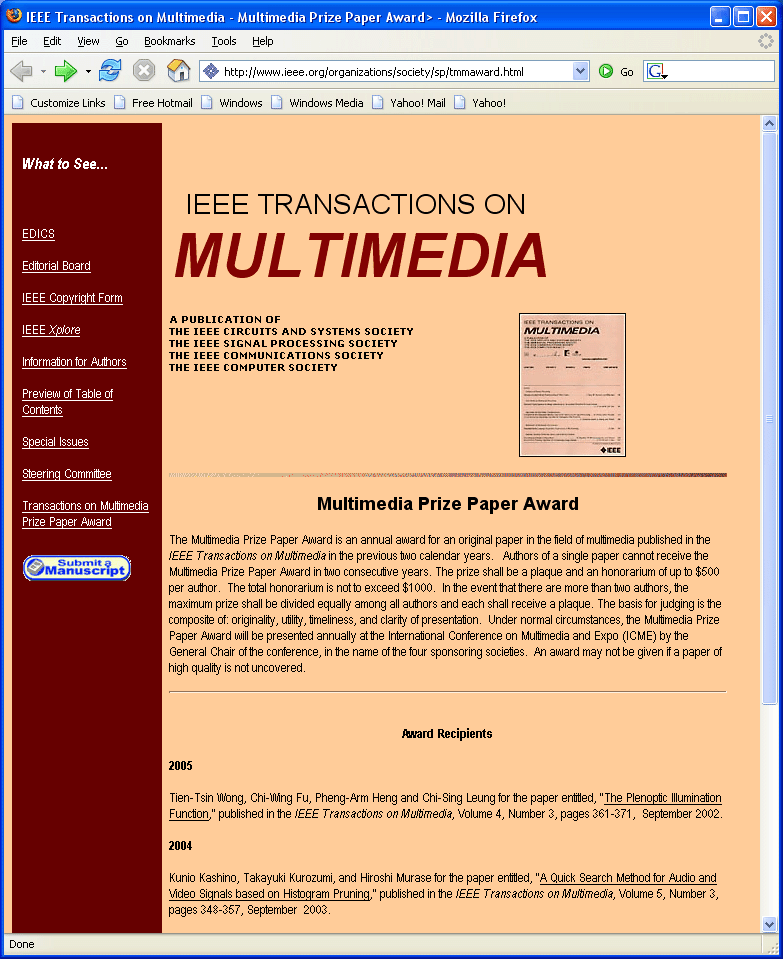 IEEE Transactions on Multimedia - Multimedia Prize Paper Award> - Mozilla Firefox
File Edit View Go Bookmarks Tools Help
http://www.ieee.org/organizations/society/sp/tmmaward.html Go G
Customize Links Free Hotmail Windows Windows Media Yahoo! Mail Yahoo!
What to See...
EDICS
Editorial Board
IEEE Copyright Form
IEEE Xplore
Information for Authors
Preview of Table of
Contents
Special Issues
Steering Committee
Transactions on Multimedia
Prize Paper Award
Submit a
Manuscript
IEEE TRANSACTIONS ON
MULTIMEDIA
A PUBLICATION OF
THE IEEE CIRCUITS AND SYSTEMS SOCIETY
THE IEEE SIGNAL PROCESSING SOCIETY
THE IEEE COMMUNICATIONS SOCIETY
THE IEEE COMPUTER SOCIETY
IEEE TRANSACTIONS ON
MULTIMEDIA
IEEE
Multimedia Prize Paper Award
The Multimedia Prize Paper Award is an annual award for an original paper in the field of multimedia published in the
IEEE Transactions on Multimedia in the previous two calendar years. Authors of a single paper cannot receive the
Multimedia Prize Paper Award in two consecutive years. The prize shall be a plaque and an honorarium of up to $500
per author. The total honorarium is not to exceed $1000. In the event that there are more than two authors, the
maximum prize shall be divided equally among all authors and each shall receive a plaque. The basis for judging is the
composite of: originality, utility, timeliness, and clarity of presentation. Under normal circumstances, the Multimedia Prize
Paper Award will be presented annually at the International Conference on Multimedia and Expo (ICME) by the
General Chair of the conference, in the name of the four sponsoring societies. An award may not be given if a paper of
high quality is not uncovered.
Award Recipients
2005
Tien-Tsin Wong, Chi-Wing Fu, Pheng-Arm Heng and Chi-Sing Leung for the paper entitled, "The Plenoptic Illumination
Function," published in the IEEE Transactions on Multimedia, Volume 4, Number 3, pages 361-371, September 2002.
2004
Kunio Kashino, Takayuki Kurozumi, and Hiroshi Murase for the paper entitled, "A Quick Search Method for Audio and
Video Signals based on Histogram Pruning," published in the IEEE Transactions on Multimedia, Volume 5, Number 3,
pages 348-357, September 2003.
Done